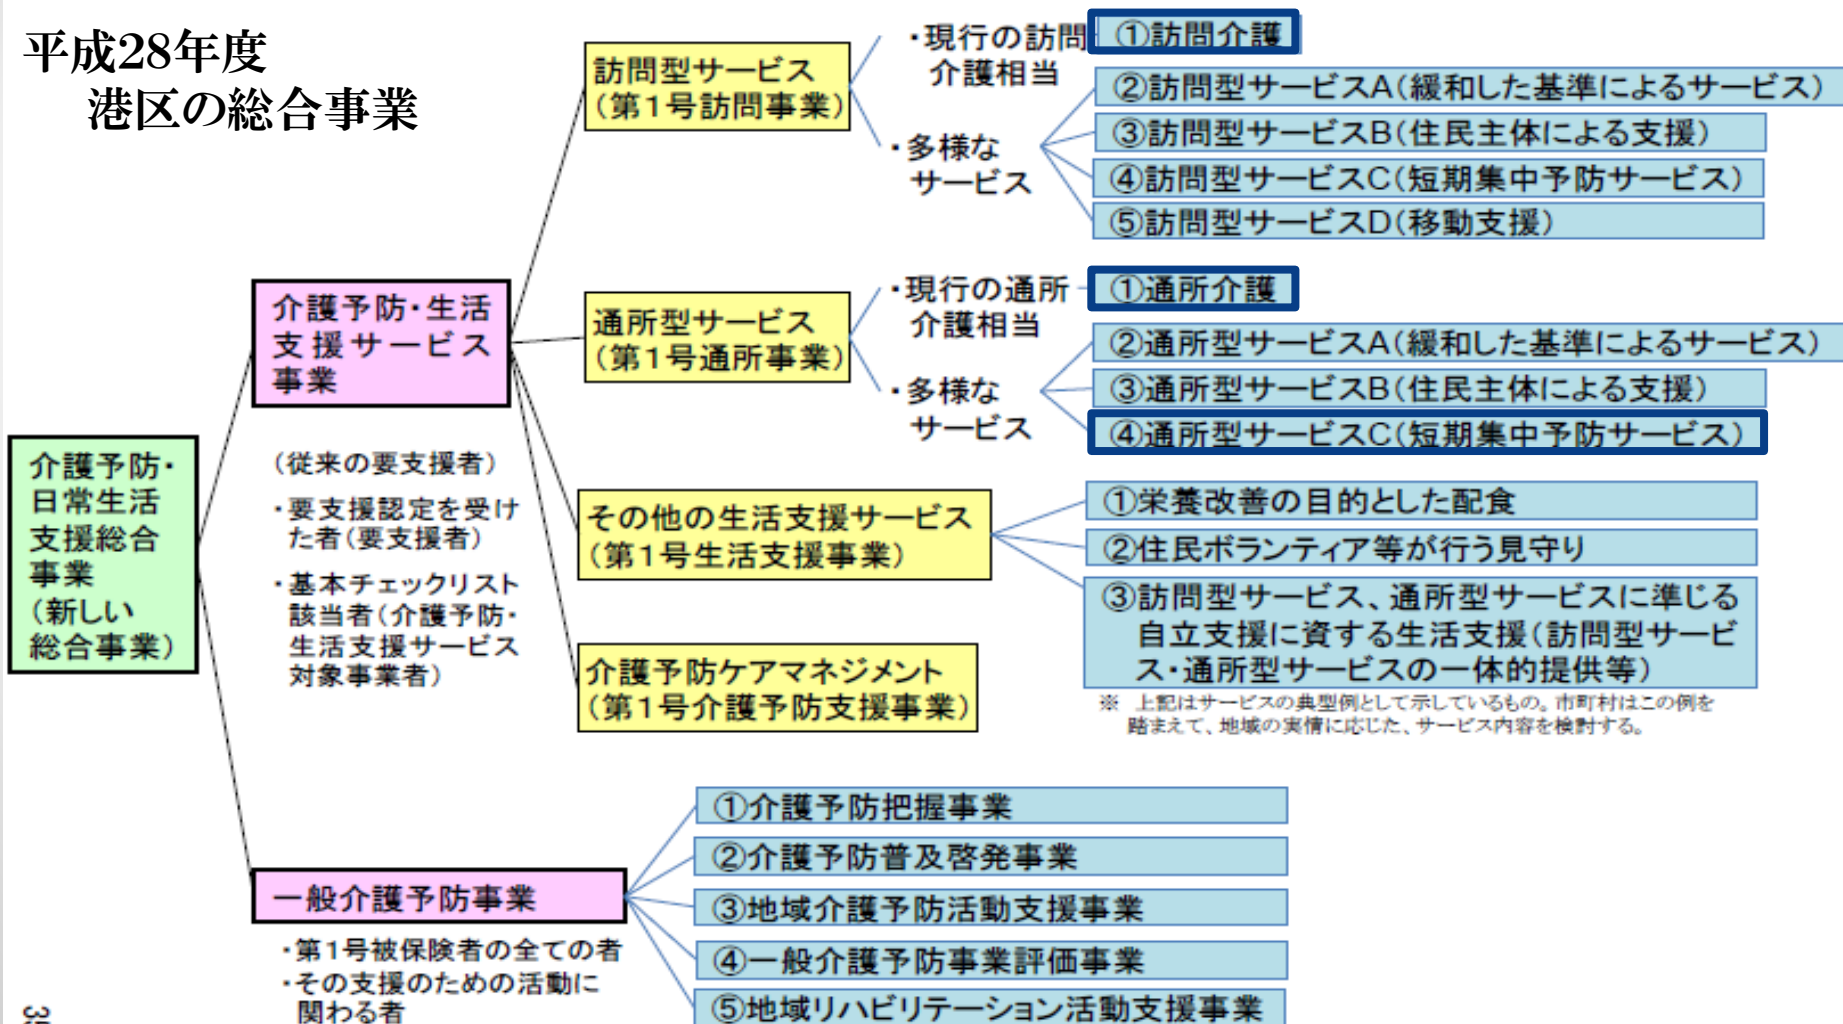 平成28年度
港区の総合事業
訪問型サービス
(第1号訪問事業)
・現行の訪問
介護相当
①訪問介護
・多様な
サービス
②訪問型サービスA(緩和した基準によるサービス)
③訪問型サービスB(住民主体による支援)
④訪問型サービスC(短期集中予防サービス)
⑤訪問型サービスD(移動支援)
介護予防・生活
支援サービス
事業
通所型サービス
(第1号通所事業)
・現行の通所
介護相当
①通所介護
・多様な
サービス
②通所型サービスA(緩和した基準によるサービス)
③通所型サービスB(住民主体による支援)
④通所型サービスC(短期集中予防サービス)
介護予防・
日常生活
支援総合
事業
(新しい
総合事業)
(従来の要支援者)
・要支援認定を受け
た者(要支援者)
・基本チェックリスト
該当者(介護予防・
生活支援サービス
対象事業者)
その他の生活支援サービス
(第1号生活支援事業)
①栄養改善の目的とした配食
②住民ボランティア等が行う見守り
③訪問型サービス、通所型サービスに準じる
自立支援に資する生活支援(訪問型サービ
ス・通所型サービスの一体的提供等)
介護予防ケアマネジメント
(第1号介護予防支援事業)
※ 上記はサービスの典型例として示しているもの。市町村はこの例を
踏まえて、地域の実情に応じた、サービス内容を検討する。
一般介護予防事業
・第1号被保険者の全ての者
・その支援のための活動に
関わる者
①介護予防把握事業
②介護予防普及啓発事業
③地域介護予防活動支援事業
④一般介護予防事業評価事業
⑤地域リハビリテーション活動支援事業